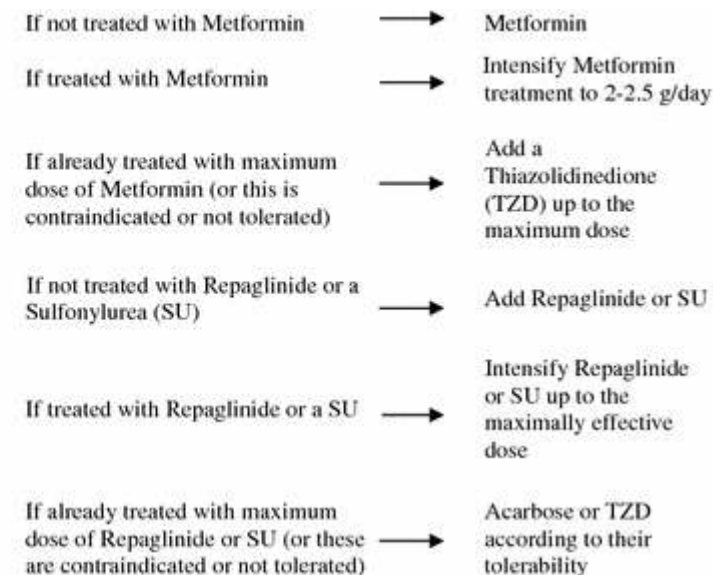 If not treated with Metformin
Metformin
If treated with Metformin
Intensify Metformin
treatment to 2-2.5 g/day
If already treated with maximum
dose of Metformin (or this is
contraindicated or not tolerated)
Add a
Thiazolidinedione
(TZD) up to the
maximum dose
If not treated with Repaglinide or a
Sulfonylurea (SU)
Add Repaglinide or SU
If treated with Repaglinide or a SU
Intensify Repaglinide
or SU up to the
maximally effective
dose
If already treated with maximum
dose of Repaglinide or SU (or these
are contraindicated or not tolerated)
Acarbose or TZD
according to their
tolerability